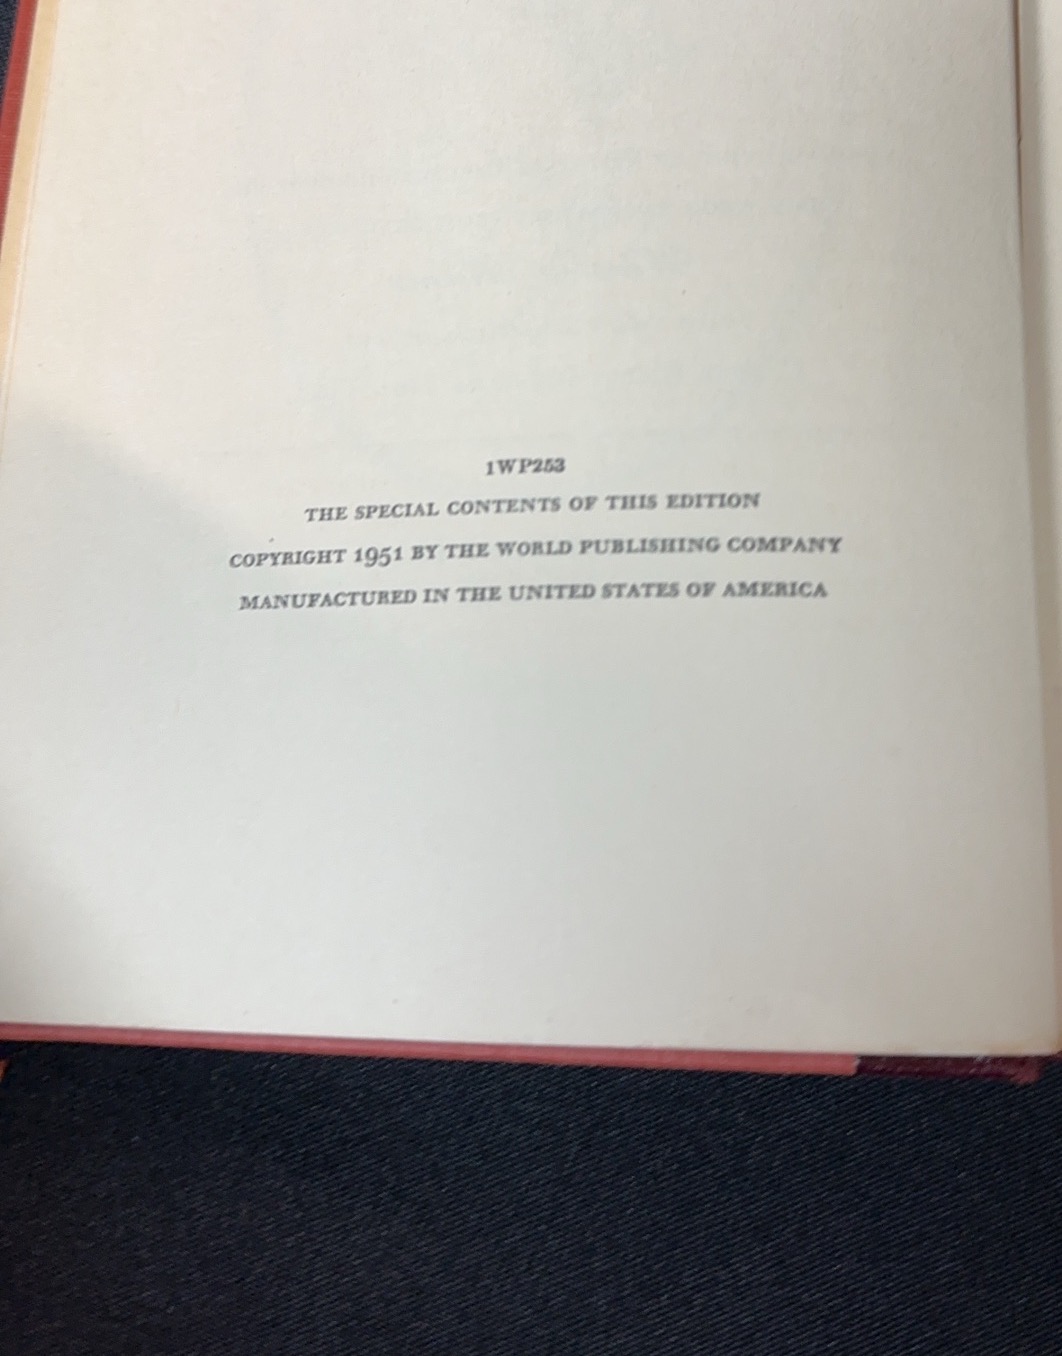 1WP253
THE SPECIAL CONTENTS OF THIS EDITION
COPYRIGHT 1951 BY THE WORLD PUBLISHING COMPANY
MANUFACTURED IN THE UNITED STATES OF AMERICA